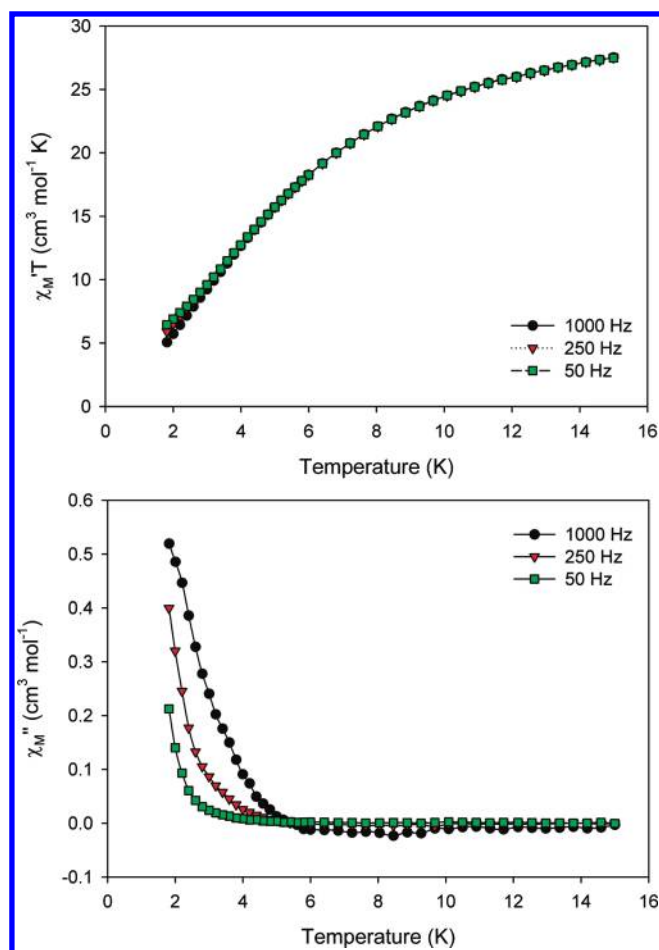 30
25
20
15
10
5
0
χM'T (cm³ mol⁻¹ K)
1000 Hz
250 Hz
50 Hz
0 2 4 6 8 10 12 14 16
Temperature (K)
0.6
0.5
0.4
0.3
0.2
0.1
0.0
-0.1
χM'' (cm³ mol⁻¹)
1000 Hz
250 Hz
50 Hz
0 2 4 6 8 10 12 14 16
Temperature (K)